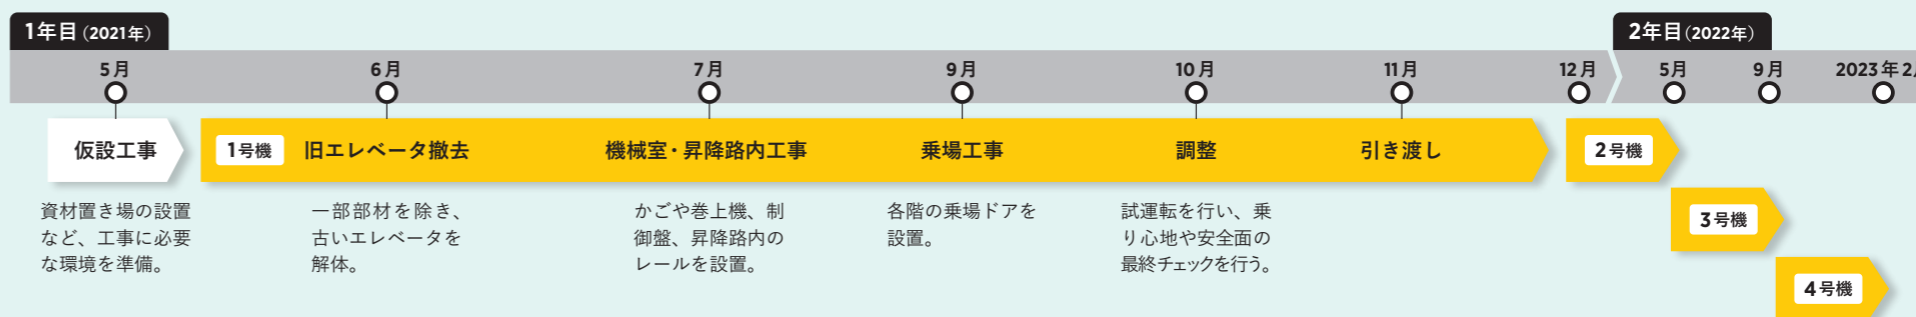 1年目（2021年）
2年目（2022年）
5月
6月
7月
9月
10月
11月
12月
5月
9月
2023年2
仮設工事
1号機
旧エレベータ撤去
機械室・昇降路内工事
乗場工事
調整
引き渡し
2号機
資材置き場の設置
など、工事に必要
な環境を準備。
一部部材を除き、
古いエレベータを
解体。
かごや巻上機、制
御盤、昇降路内の
レールを設置。
各階の乗場ドアを
設置。
試運転を行い、乗
り心地や安全面の
最終チェックを行う。
3号機
4号機